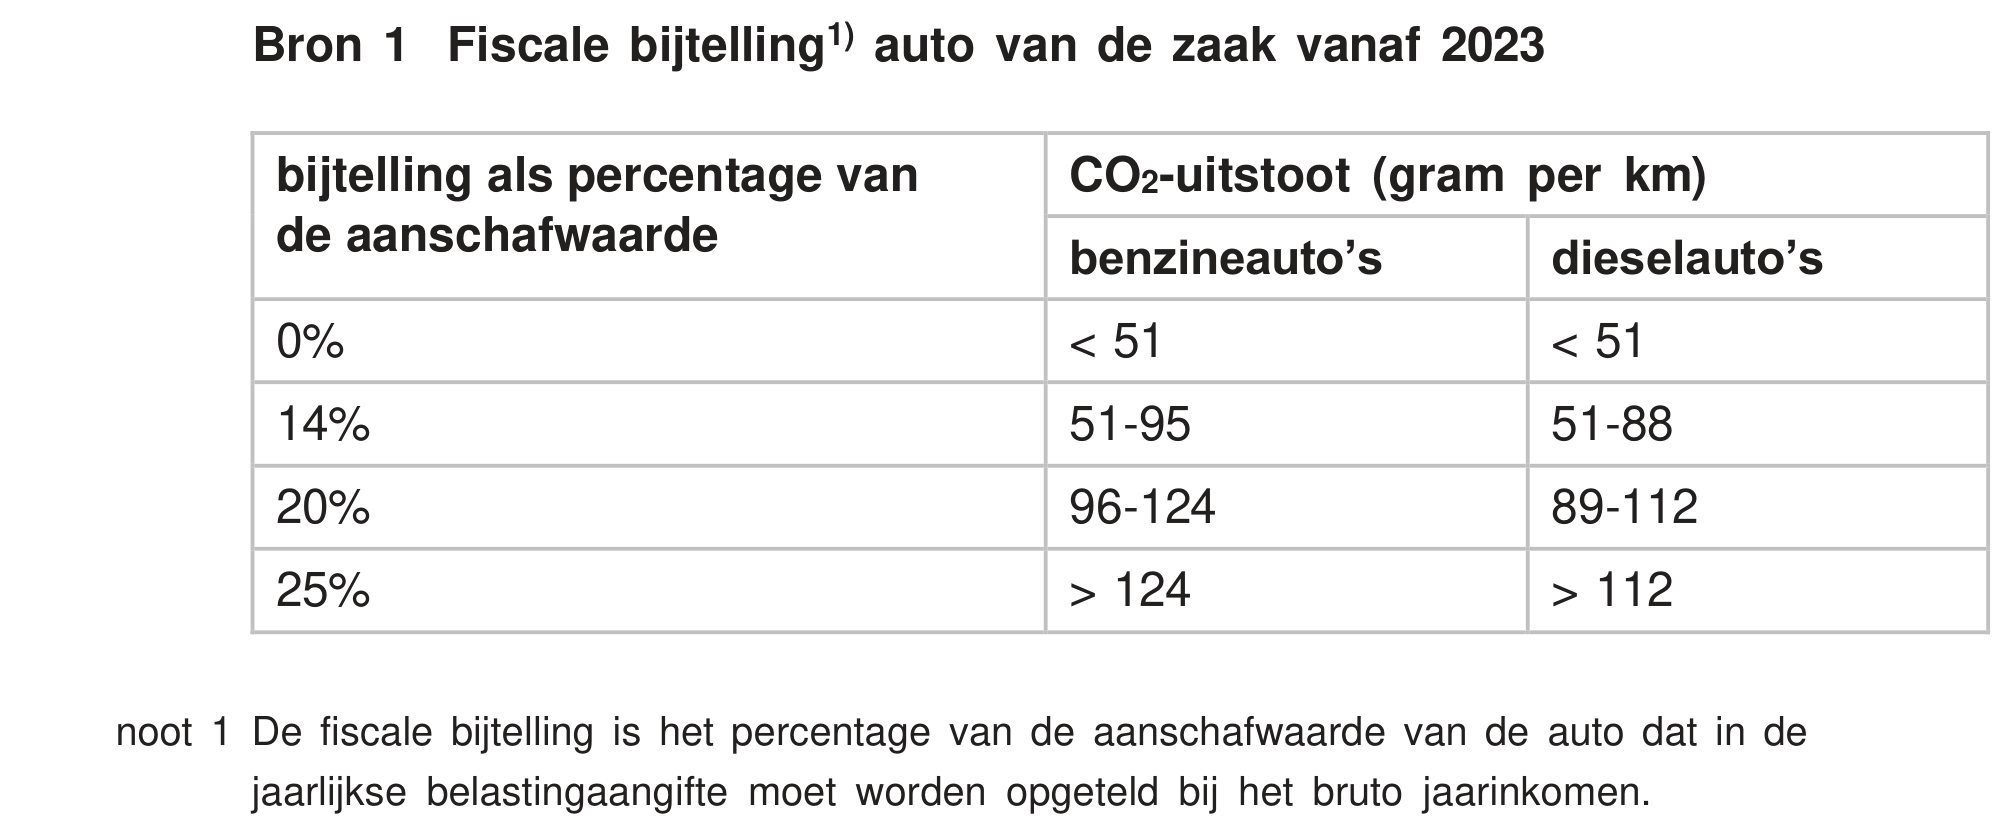 Bron 1 Fiscale bijtelling¹⁾ auto van de zaak vanaf 2023
bijtelling als percentage van
de aanschafwaarde
CO₂-uitstoot (gram per km)
benzineauto’s dieselauto’s
0% < 51 < 51
14% 51-95 51-88
20% 96-124 89-112
25% > 124 > 112
noot 1 De fiscale bijtelling is het percentage van de aanschafwaarde van de auto dat in de
jaarlijkse belastingaangifte moet worden opgeteld bij het bruto jaarinkomen.